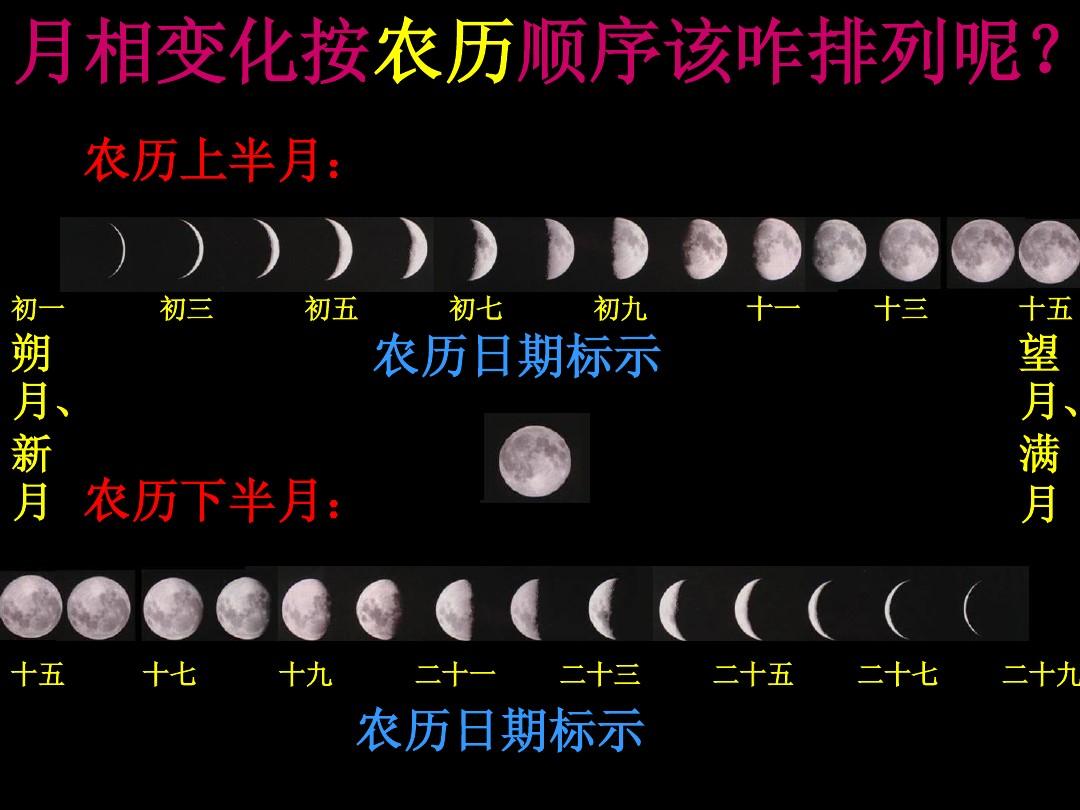 月相变化按农历顺序该咋排列呢？
农历上半月：
初一 初三 初五 初七 初九 十一 十三 十五
朔月、新月
望月、满月
农历日期标示
农历下半月：
十五 十七 十九 二十一 二十三 二十五 二十七 二十九
农历日期标示